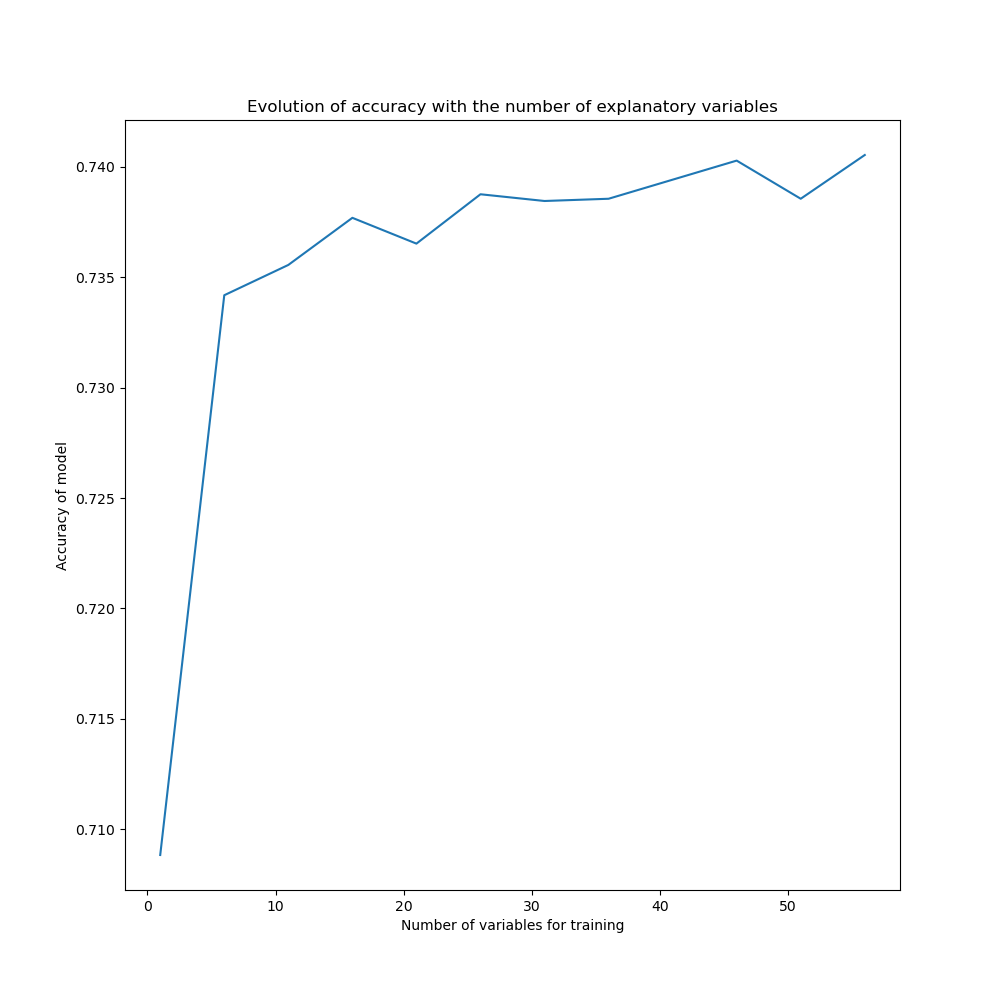 Evolution of accuracy with the number of explanatory variables
0.740
0.735
0.730
0.725
0.720
0.715
0.710
Accuracy of model
0 10 20 30 40 50
Number of variables for training